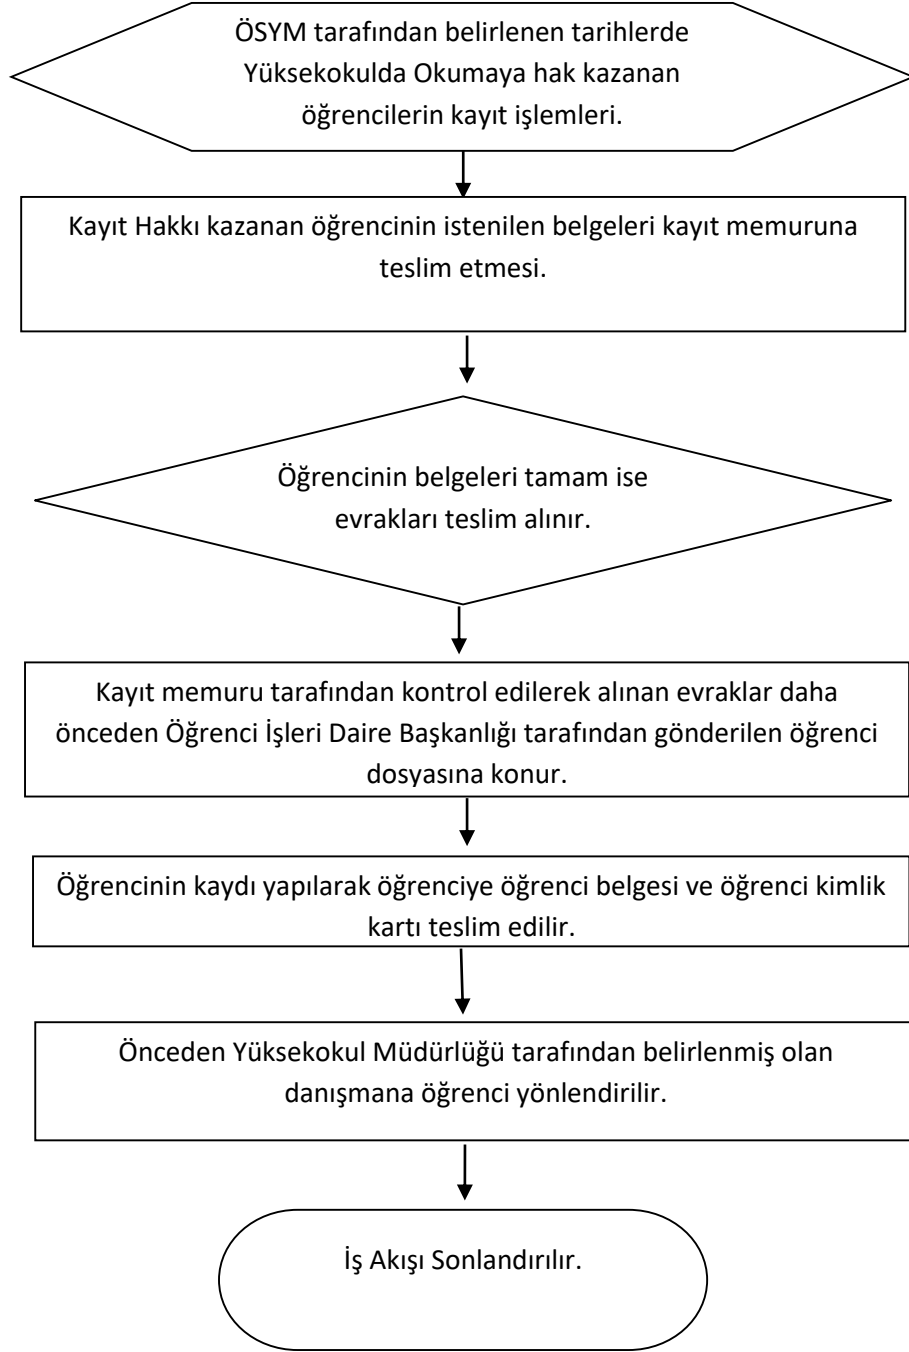 ÖSYM tarafından belirlenen tarihlerde
Yüksekokulda Okumaya hak kazanan
öğrencilerin kayıt işlemleri.
Kayıt Hakkı kazanan öğrencinin istenilen belgeleri kayıt memuruna
teslim etmesi.
Öğrencinin belgeleri tamam ise
evrakları teslim alınır.
Kayıt memuru tarafından kontrol edilerek alınan evraklar daha
önceden Öğrenci İşleri Daire Başkanlığı tarafından gönderilen öğrenci
dosyasına konur.
Öğrencinin kaydı yapılarak öğrenciye öğrenci belgesi ve öğrenci kimlik
kartı teslim edilir.
Önceden Yüksekokul Müdürlüğü tarafından belirlenmiş olan
danışmana öğrenci yönlendirilir.
İş Akışı Sonlandırılır.